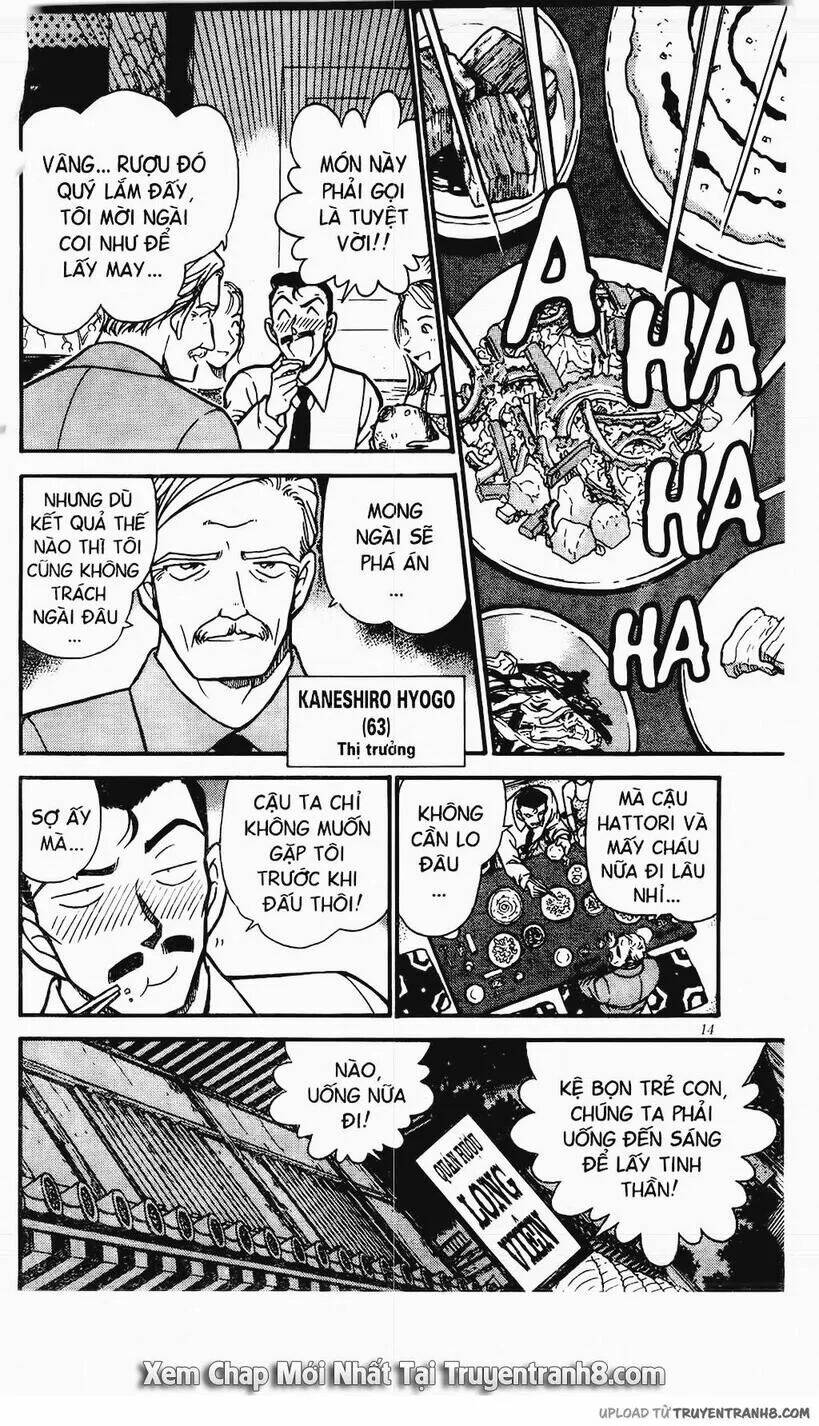 A
HA
HA
HA
MÓN NÀY
PHẢI GỌI
LÀ TUYỆT
VỜI!!
VÂNG... RƯỢU ĐÓ
QUÝ LẮM ĐẤY,
TÔI MỜI NGÀI
COI NHƯ ĐỂ
LẤY MAY...
MONG
NGÀI SẼ
PHÁ ÁN
...
NHƯNG DÙ
KẾT QUẢ THẾ
NÀO THÌ TÔI
CŨNG KHÔNG
TRÁCH
NGÀI ĐÂU
...
KANESHIRO HYOGO
(63)
Thị trưởng
MÀ CẬU
HATTORI VÀ
MẤY CHÁU
NỮA ĐI LÂU
NHỈ...
KHÔNG
CẦN LO
ĐÂU
...
CẬU TA CHỈ
KHÔNG MUỐN
GẶP TÔI
TRƯỚC KHI
ĐẤU THÔI!
SỢ ẤY
MÀ...
14
KỆ BỌN TRẺ CON,
CHÚNG TA PHẢI
UỐNG ĐẾN SÁNG
ĐỂ LẤY TINH
THẦN!
NÀO,
UỐNG NỮA
ĐI!
QUÁN RƯỢU
LONG
VIÊN
Xem Chap Mới Nhất Tại Truyentranh8.com
UPLOAD TỪ TRUYENTRANH8.COM